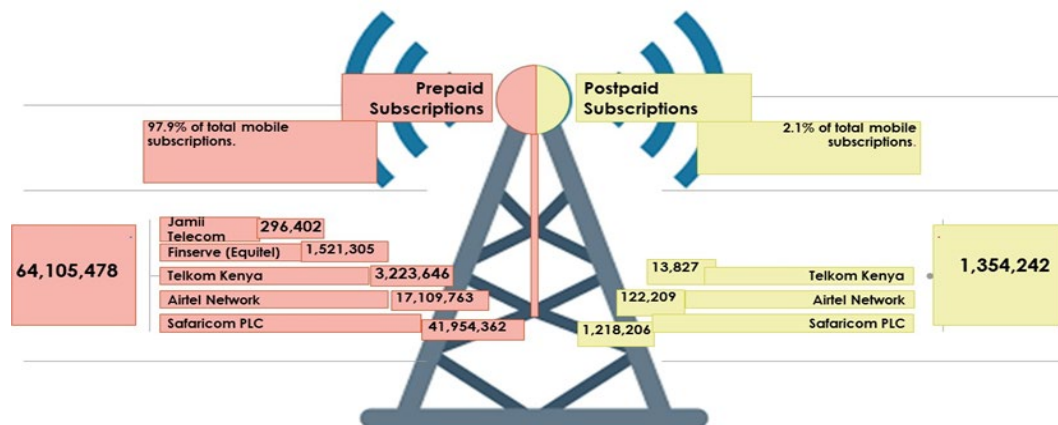 Prepaid
Subscriptions
Postpaid
Subscriptions
97.9% of total mobile
subscriptions.
2.1% of total mobile
subscriptions.
64,105,478
Jamii
Telecom
296,402
Finserve (Equitel)
1,521,305
Telkom Kenya
3,223,646
Airtel Network
17,109,763
Safaricom PLC
41,954,362
13,827
Telkom Kenya
122,209
Airtel Network
1,218,206
Safaricom PLC
1,354,242